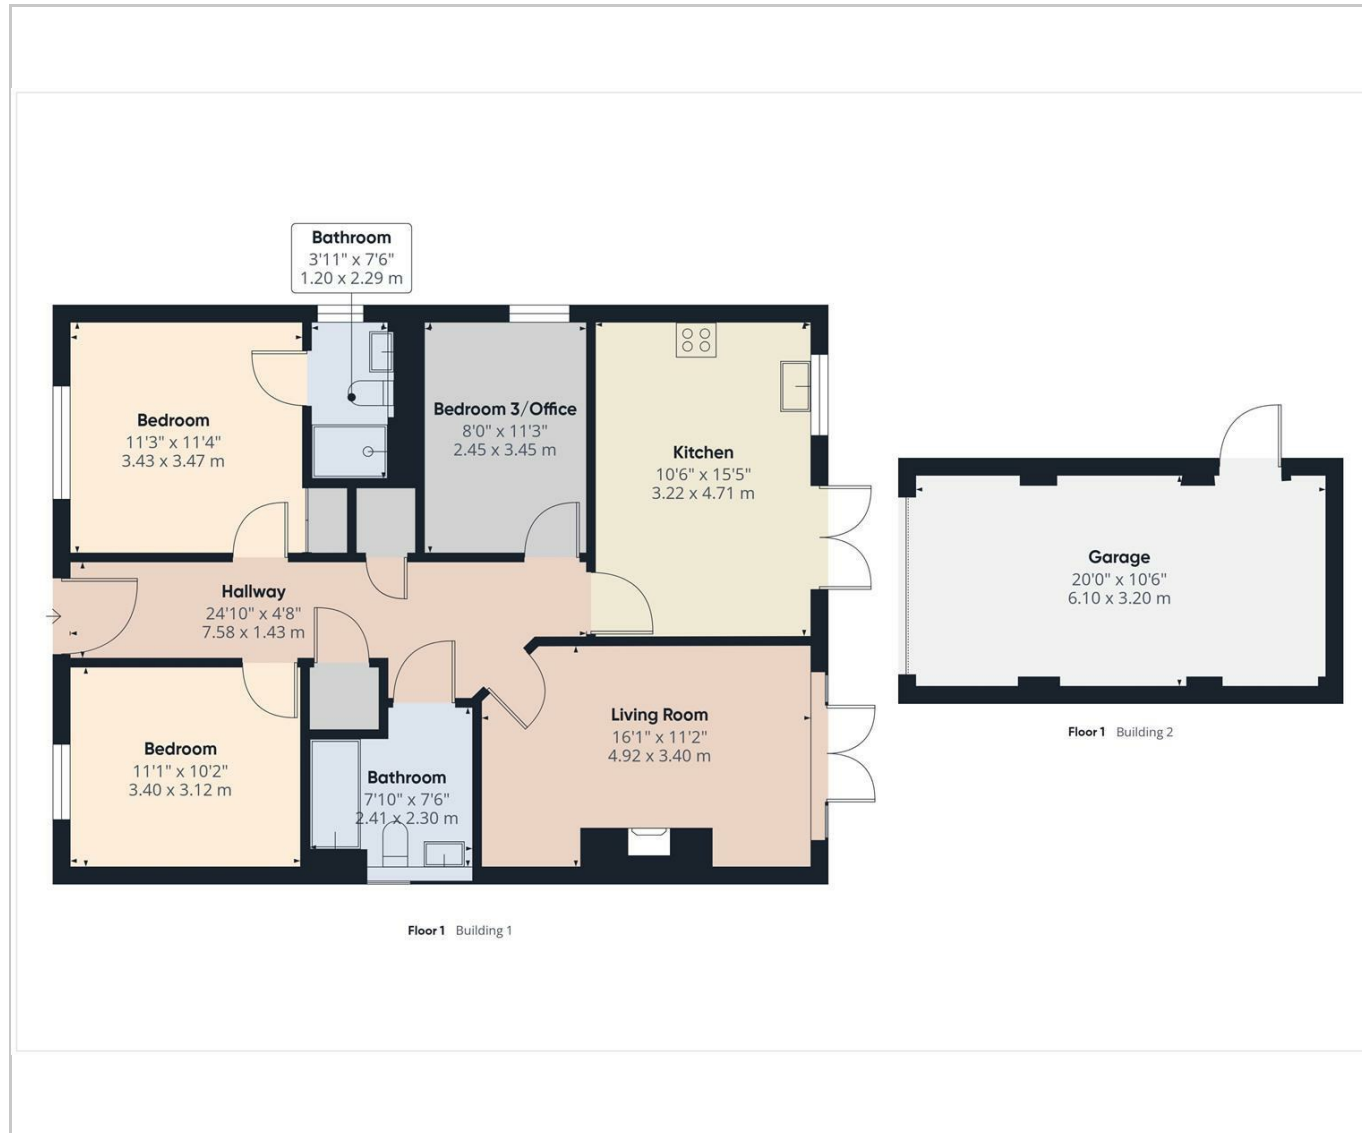 Bathroom
3'11" x 7'6"
1.20 x 2.29 m
Bedroom
11'3" x 11'4"
3.43 x 3.47 m
Bedroom 3/Office
8'0" x 11'3"
2.45 x 3.45 m
Kitchen
10'6" x 15'5"
3.22 x 4.71 m
Hallway
24'10" x 4'8"
7.58 x 1.43 m
Bedroom
11'1" x 10'2"
3.40 x 3.12 m
Bathroom
7'10" x 7'6"
2.41 x 2.30 m
Living Room
16'1" x 11'2"
4.92 x 3.40 m
Floor 1 Building 1
Garage
20'0" x 10'6"
6.10 x 3.20 m
Floor 1 Building 2